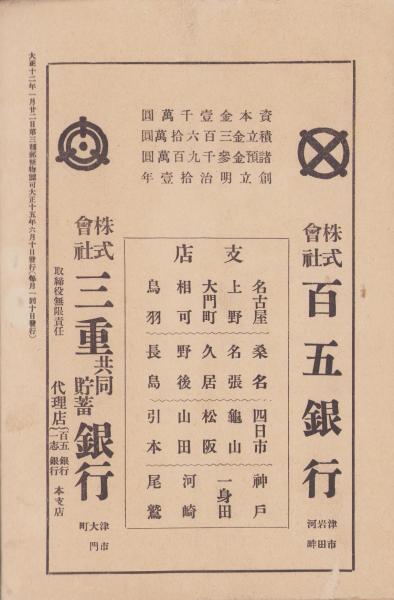 株式會社 百五銀行
津市岩田河畔
資本金壹千萬圓
積立金三百六拾萬圓
諸預金參千九百萬圓
創立明治拾壹年
支店
名古屋 桑名 四日市 神戶
上野 名張 龜山 一身田
大門町 久居 松阪 河崎
相可 野後 山田 尾鷲
鳥羽 長島 引本
株式會社 三重共同貯蓄銀行
取締役無限責任
代理店 百五銀行 一志銀行 本支店
津市大門町
大正十二年一月廿二日第三種郵便物認可大正十五年六月十日發行(每月一回十日發行)